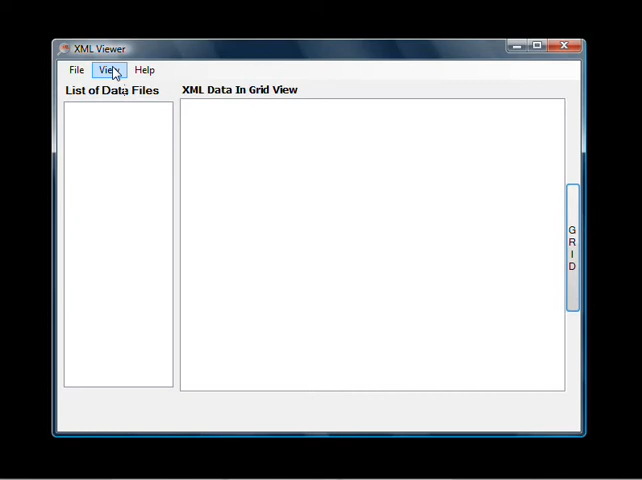 XML Viewer
File View Help
List of Data Files
XML Data In Grid View
G
R
I
D